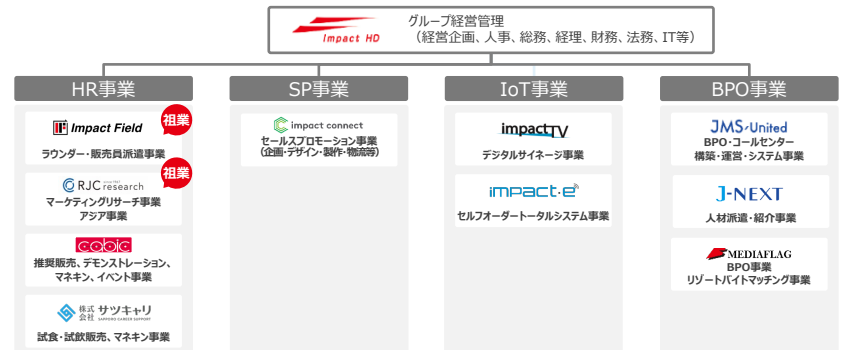 Impact HD
グループ経営管理
（経営企画、人事、総務、経理、財務、法務、IT等）
HR事業
Impact Field
祖業
ラウンダー・販売員派遣事業
RJC research
祖業
マーケティングリサーチ事業
アジア事業
cabic
推奨販売、デモンストレーション、
マネキン、イベント事業
株式会社 サツキャリ
SAPPORO CAREER SUPPORT
試食・試飲販売、マネキン事業
SP事業
impact connect
セールスプロモーション事業
（企画・デザイン・製作・物流等）
IoT事業
impactTV
デジタルサイネージ事業
impact·e
セルフオーダートータルシステム事業
BPO事業
JMS United
BPO・コールセンター
構築・運営・システム事業
J-NEXT
人材派遣・紹介事業
MEDIAFLAG
BPO事業
リゾートバイトマッチング事業